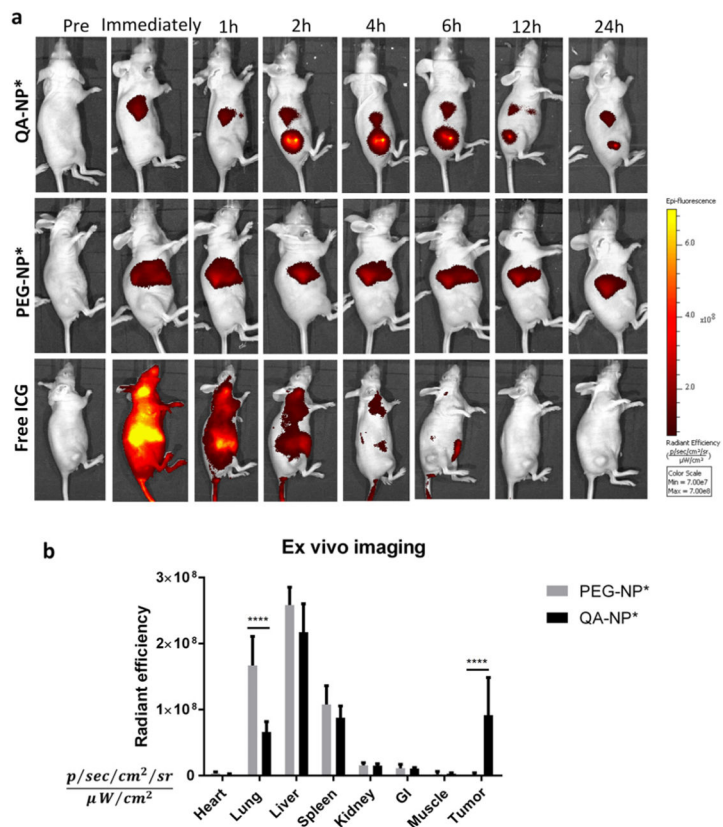 a
Pre Immediately 1h 2h 4h 6h 12h 24h
QA-NP*
PEG-NP*
Free ICG
Epi-fluorescence
6.0
4.0
x10⁸
2.0
Radiant Efficiency
(p/sec/cm²/sr
µW/cm²)
Color Scale
Min = 7.00e7
Max = 7.00e8
b
Ex vivo imaging
3×10⁸
2×10⁸
1×10⁸
0
Radiant efficiency
p/sec/cm²/sr
µW/cm²
****
****
PEG-NP*
QA-NP*
Heart Lung Liver Spleen Kidney GI Muscle Tumor